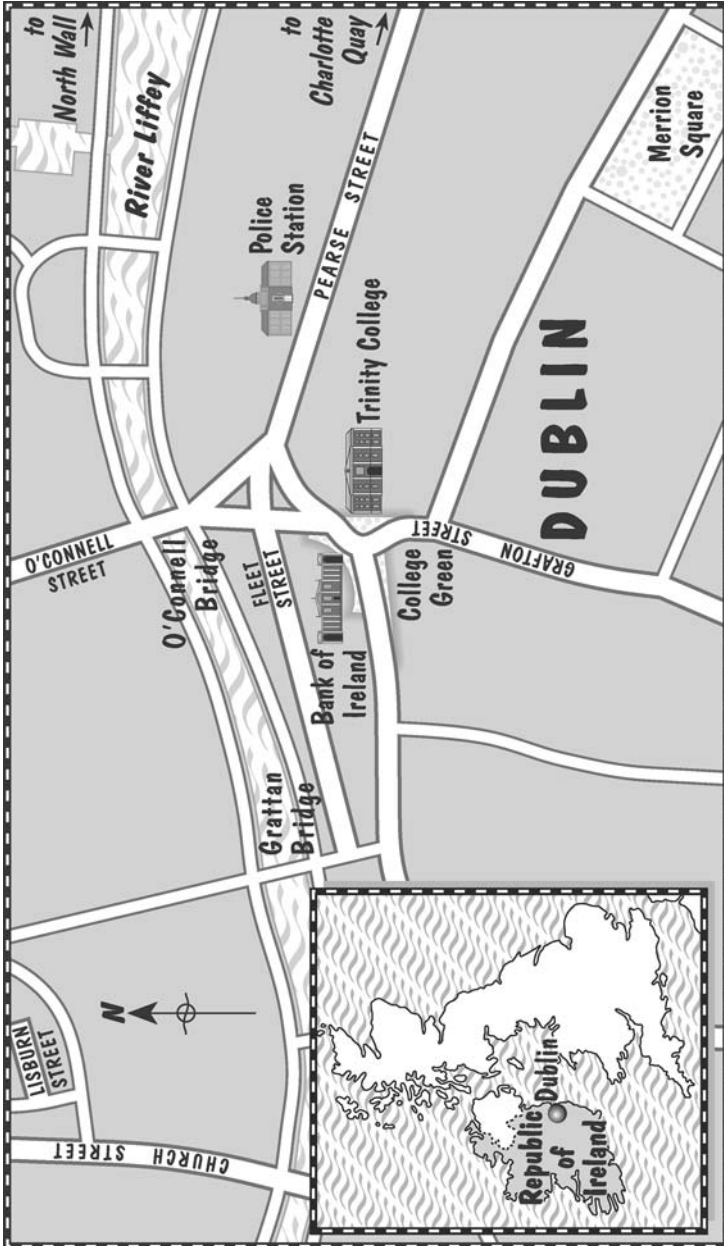 to
North Wall
River Liffey
to
Charlotte
Quay
Police
Station
PEARSE STREET
Merrion
Square
Trinity College
DUBLIN
O'CONNELL
STREET
O'Connell
Bridge
FLEET
STREET
Bank of
Ireland
College
Green
GRAFTON
STREET
Grattan
Bridge
N
LISBURN
STREET
CHURCH STREET
Republic
of
Ireland
Dublin